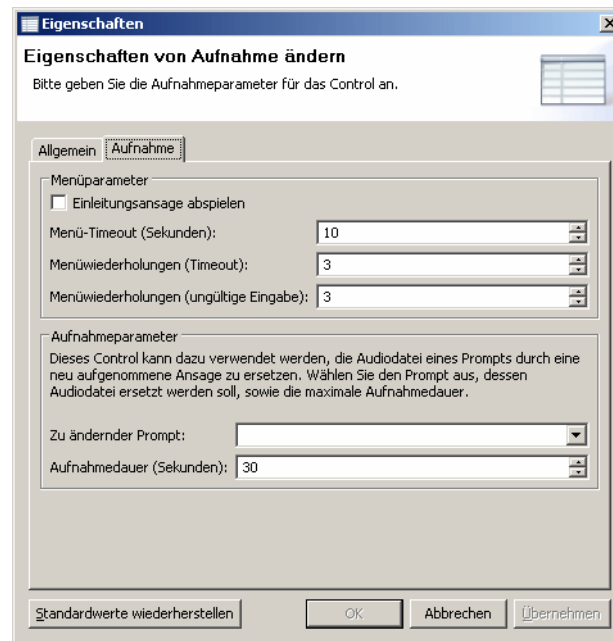 Eigenschaften
Eigenschaften von Aufnahme ändern
Bitte geben Sie die Aufnahmeparameter für das Control an.
Allgemein
Aufnahme
Menüparameter
Einleitungsansage abspielen
Menü-Timeout (Sekunden): 10
Menüwiederholungen (Timeout): 3
Menüwiederholungen (ungültige Eingabe): 3
Aufnahmeparameter
Dieses Control kann dazu verwendet werden, die Audiodatei eines Prompts durch eine
neu aufgenommene Ansage zu ersetzen. Wählen Sie den Prompt aus, dessen
Audiodatei ersetzt werden soll, sowie die maximale Aufnahmedauer.
Zu ändernder Prompt:
Aufnahmedauer (Sekunden): 30
Standardwerte wiederherstellen
OK
Abbrechen
Übernehmen